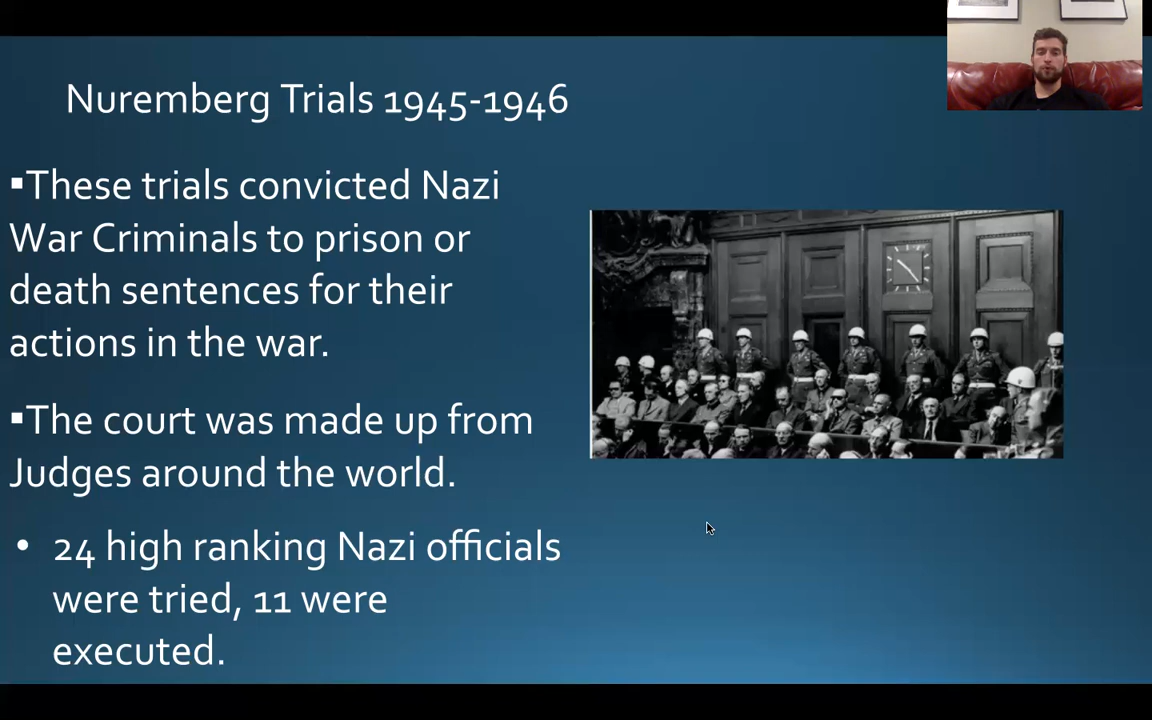 Nuremberg Trials 1945-1946
▪These trials convicted Nazi
War Criminals to prison or
death sentences for their
actions in the war.
▪The court was made up from
Judges around the world.
• 24 high ranking Nazi officials
were tried, 11 were
executed.